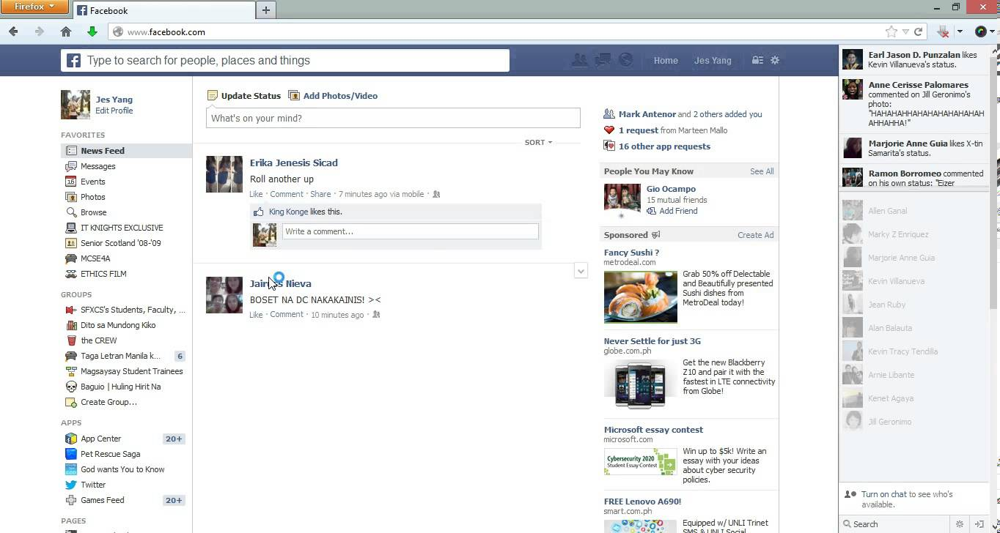 Firefox
Facebook
www.facebook.com
Type to search for people, places and things
Home
Jes Yang
Jes Yang
Edit Profile
FAVORITES
News Feed
Messages
Events
Photos
Browse
IT KNIGHTS EXCLUSIVE
Senior Scotland '08-'09
MCSE4A
ETHICS FILM
GROUPS
SFXCS's Students, Faculty, ...
Dito sa Mundong Kiko
the CREW
Taga Letran Manila k... 6
Magsaysay Student Trainees
Baguio | Huling Hirit Na
Create Group...
APPS
App Center 20+
Pet Rescue Saga
God wants You to Know
Twitter
Games Feed 20+
PAGES
Update Status Add Photos/Video
What's on your mind?
SORT
Erika Jenesis Sicad
Roll another up
Like · Comment · Share · 7 minutes ago via mobile ·
King Konge likes this.
Write a comment...
Nieva
BOSET NA DC NAKAKAINIS! ><
Like · Comment · 10 minutes ago ·
Mark Antenor and 2 others added you
1 request from Marteen Mallo
16 other app requests
People You May Know See All
Gio Ocampo
15 mutual friends
Add Friend
Sponsored Create Ad
Fancy Sushi ?
metrodeal.com
Grab 50% off Delectable
and Beautifully presented
Sushi dishes from
MetroDeal today!
Never Settle for just 3G
globe.com.ph
Get the new Blackberry
Z10 and pair it with the
fastest in LTE connectivity
from Globe!
Microsoft essay contest
microsoft.com
Cybersecurity 2020
Student Essay Contest
Win up to $5k! Write an
essay with your ideas
about cyber security
policies.
FREE Lenovo A690!
smart.com.ph
Equipped w/ UNLI Trinet
SMS & UNLI Social
Earl Jason D. Punzalan likes
Kevin Villanueva's status.
Anne Cerisse Palomares
commented on Jill Geronimo's
photo:
"HAHAHAHHAHAHAHAHAHAHAH
AHHAHHA!"
Marjorie Anne Guia likes X-tin
Samarita's status.
Ramon Borromeo commented
on his own status: "Eizer
Allen Ganal
Marky Z Enriquez
Marjorie Anne Guia
Kevin Villanueva
Jean Ruby
Alan Balauta
Kevin Tracy Tendilla
Arnie Libante
Kenet Agaya
Jill Geronimo
Turn on chat to see who's
available.
Search